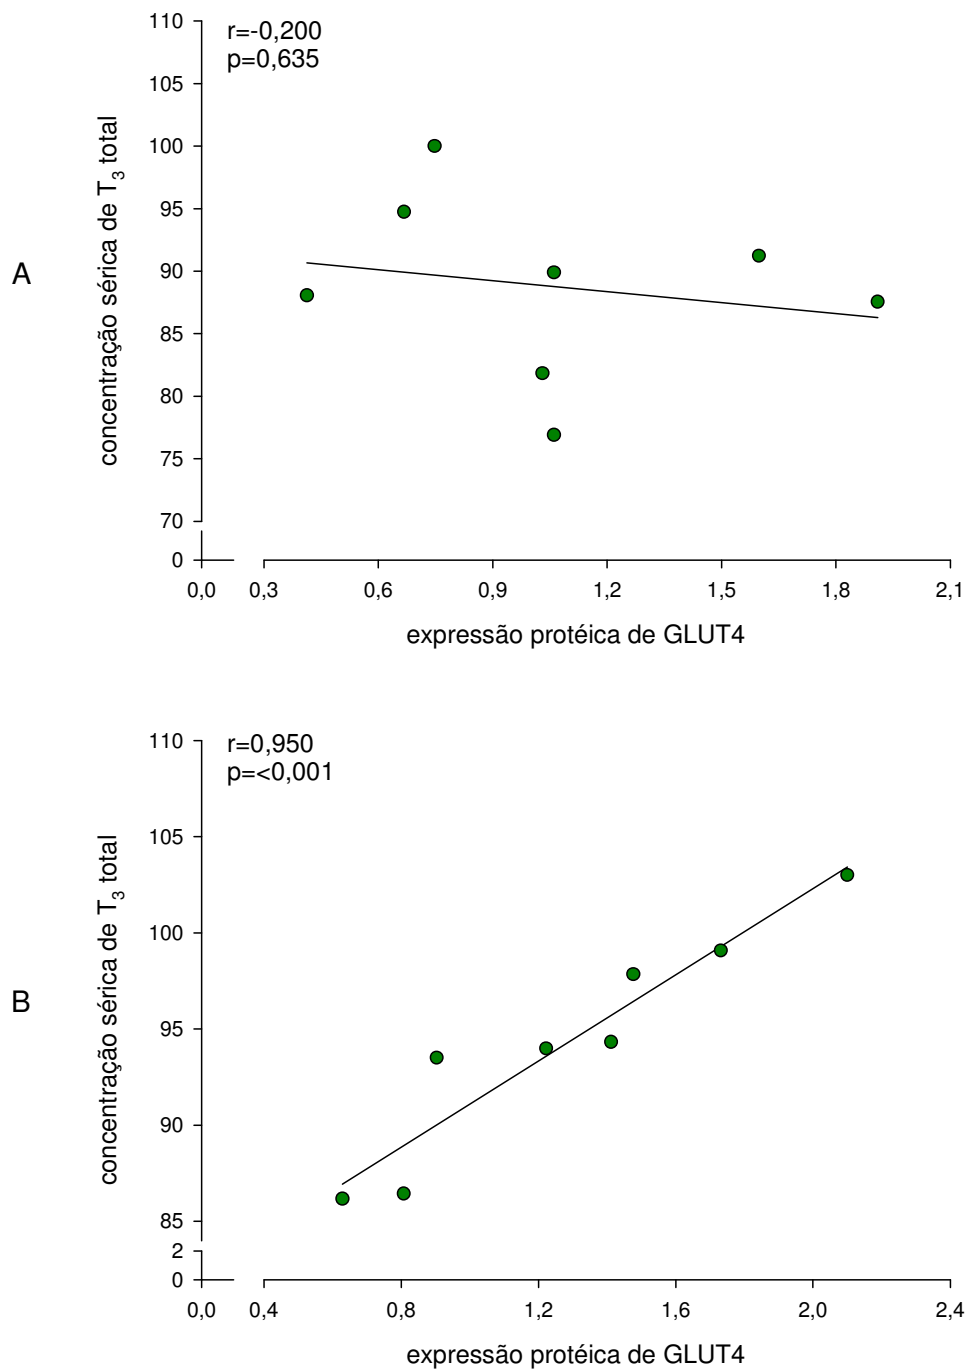 110
r=-0,200
p=0,635
105
100
95
90
85
80
75
70
0
concentração sérica de T3 total
A
0,0 0,3 0,6 0,9 1,2 1,5 1,8 2,1
expressão protéica de GLUT4
110
r=0,950
p=<0,001
105
100
95
90
85
2
0
concentração sérica de T3 total
B
0,0 0,4 0,8 1,2 1,6 2,0 2,4
expressão protéica de GLUT4